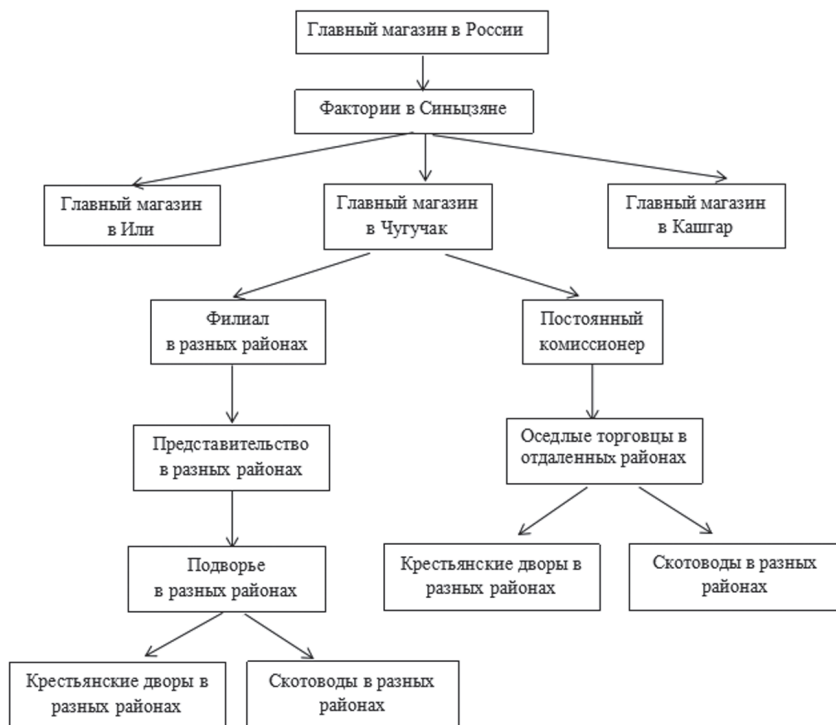 Главный магазин в России
Фактории в Синьцзяне
Главный магазин
в Или
Главный магазин
в Чугучак
Главный магазин
в Кашгар
Филиал
в разных районах
Постоянный
комиссионер
Представительство
в разных районах
Оседлые торговцы в
отдаленных районах
Подворье
в разных районах
Крестьянские дворы в
разных районах
Скотоводы в разных
районах
Крестьянские дворы в
разных районах
Скотоводы в разных
районах